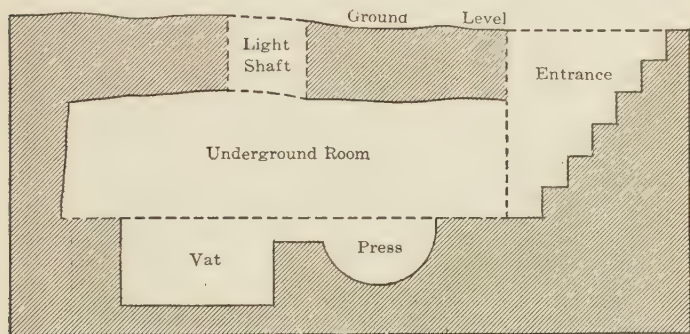 Ground Level
Light
Shaft
Entrance
Underground Room
Vat
Press